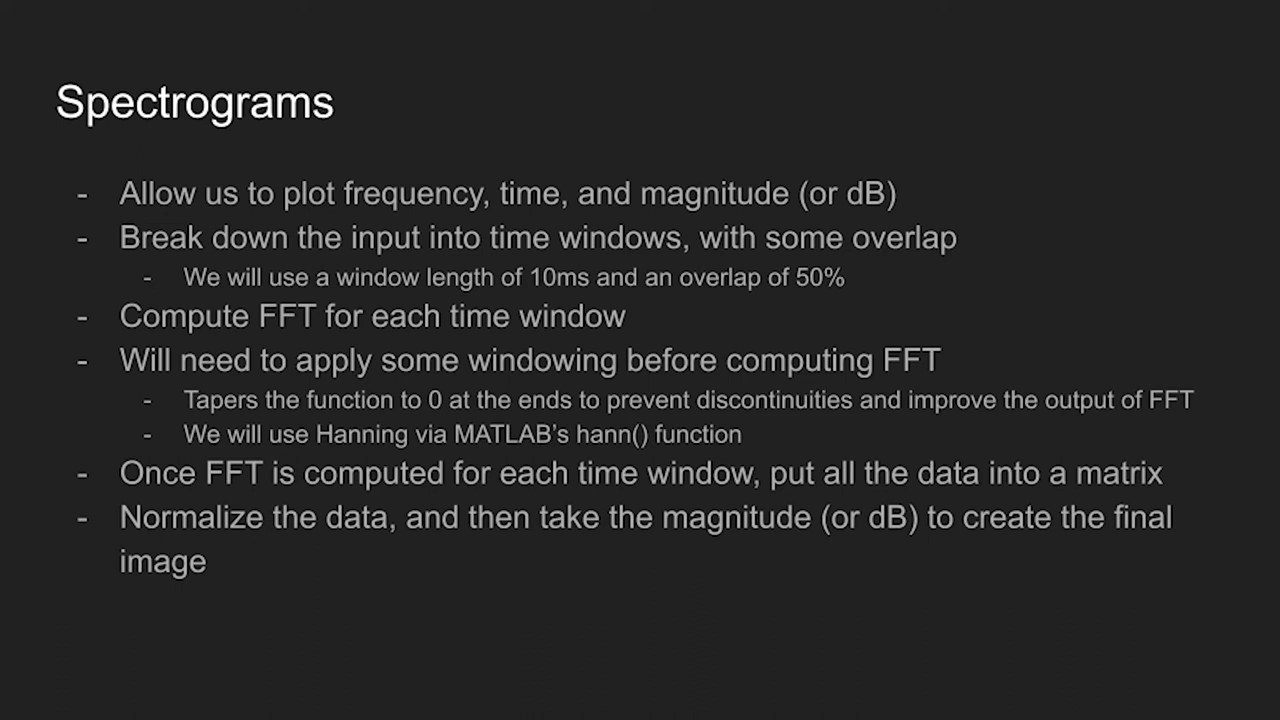 Spectrograms
- Allow us to plot frequency, time, and magnitude (or dB)
- Break down the input into time windows, with some overlap
- We will use a window length of 10ms and an overlap of 50%
- Compute FFT for each time window
- Will need to apply some windowing before computing FFT
- Tapers the function to 0 at the ends to prevent discontinuities and improve the output of FFT
- We will use Hanning via MATLAB's hann() function
- Once FFT is computed for each time window, put all the data into a matrix
- Normalize the data, and then take the magnitude (or dB) to create the final
image